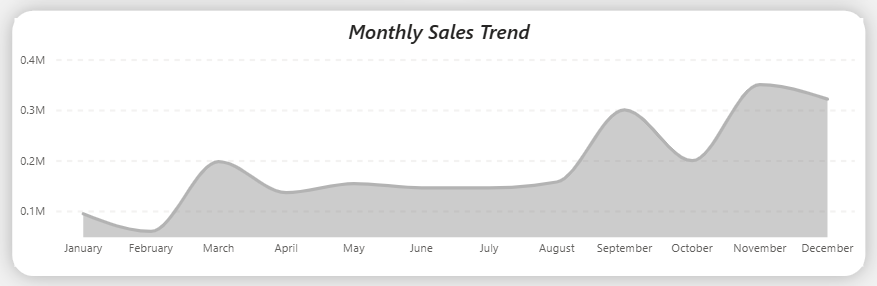 Monthly Sales Trend
0.4M
0.3M
0.2M
0.1M
January February March April May June July August September October November December